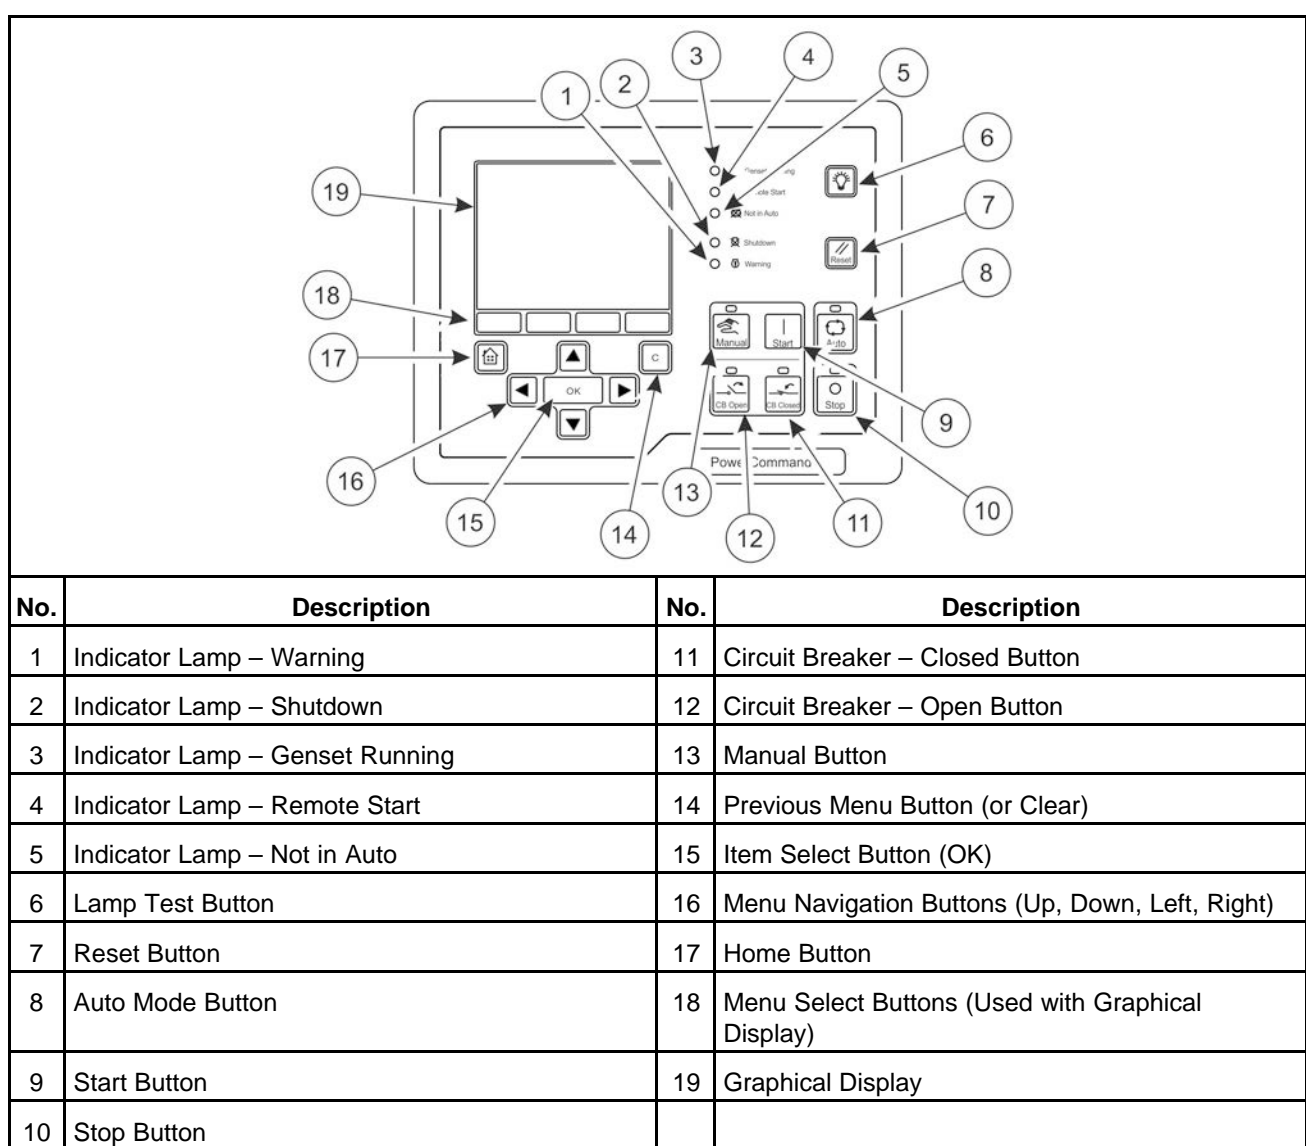 3
4
2
5
1
6
19
Remote Start
7
Not in Auto
Shutdown
Warning
Reset
8
18
Manual
Start
Auto
17
C
OK
CB Open
CB Closed
Stop
9
PowerCommand
16
13
10
15
14
12
11
No. Description No. Description
1 Indicator Lamp – Warning 11 Circuit Breaker – Closed Button
2 Indicator Lamp – Shutdown 12 Circuit Breaker – Open Button
3 Indicator Lamp – Genset Running 13 Manual Button
4 Indicator Lamp – Remote Start 14 Previous Menu Button (or Clear)
5 Indicator Lamp – Not in Auto 15 Item Select Button (OK)
6 Lamp Test Button 16 Menu Navigation Buttons (Up, Down, Left, Right)
7 Reset Button 17 Home Button
8 Auto Mode Button 18 Menu Select Buttons (Used with Graphical
Display)
9 Start Button 19 Graphical Display
10 Stop Button